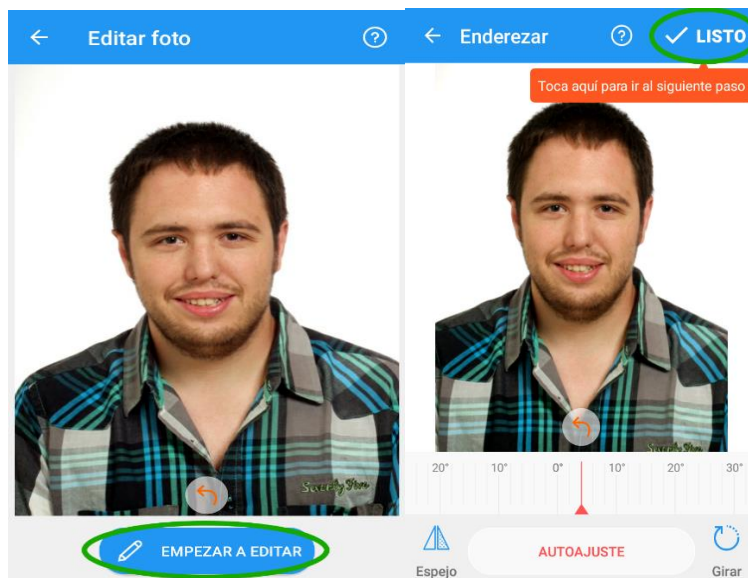 Editar foto
EMPEZAR A EDITAR
Enderezar
LISTO
Toca aquí para ir al siguiente paso
20° 10° 0° 10° 20° 30°
Espejo
AUTOAJUSTE
Girar